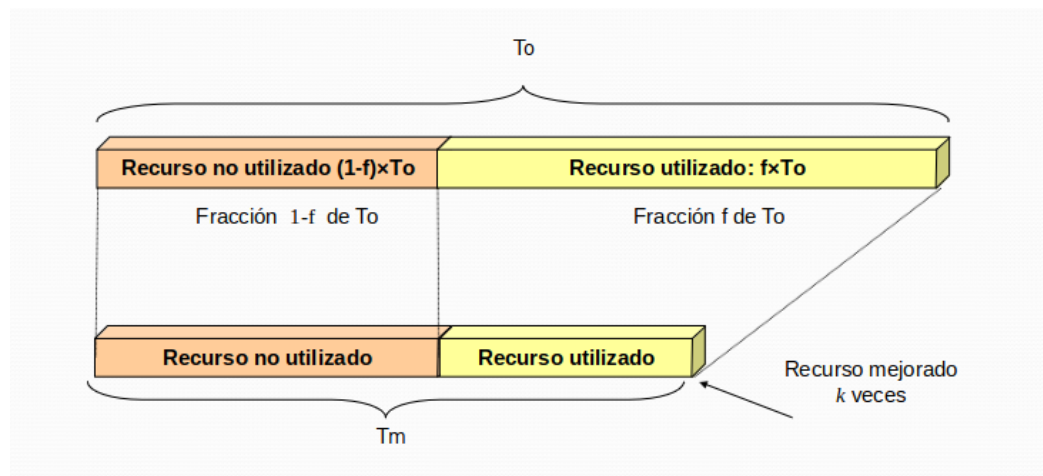 To
Recurso no utilizado (1-f)×To
Recurso utilizado: f×To
Fracción 1-f de To
Fracción f de To
Recurso no utilizado
Recurso utilizado
Recurso mejorado
k veces
Tm